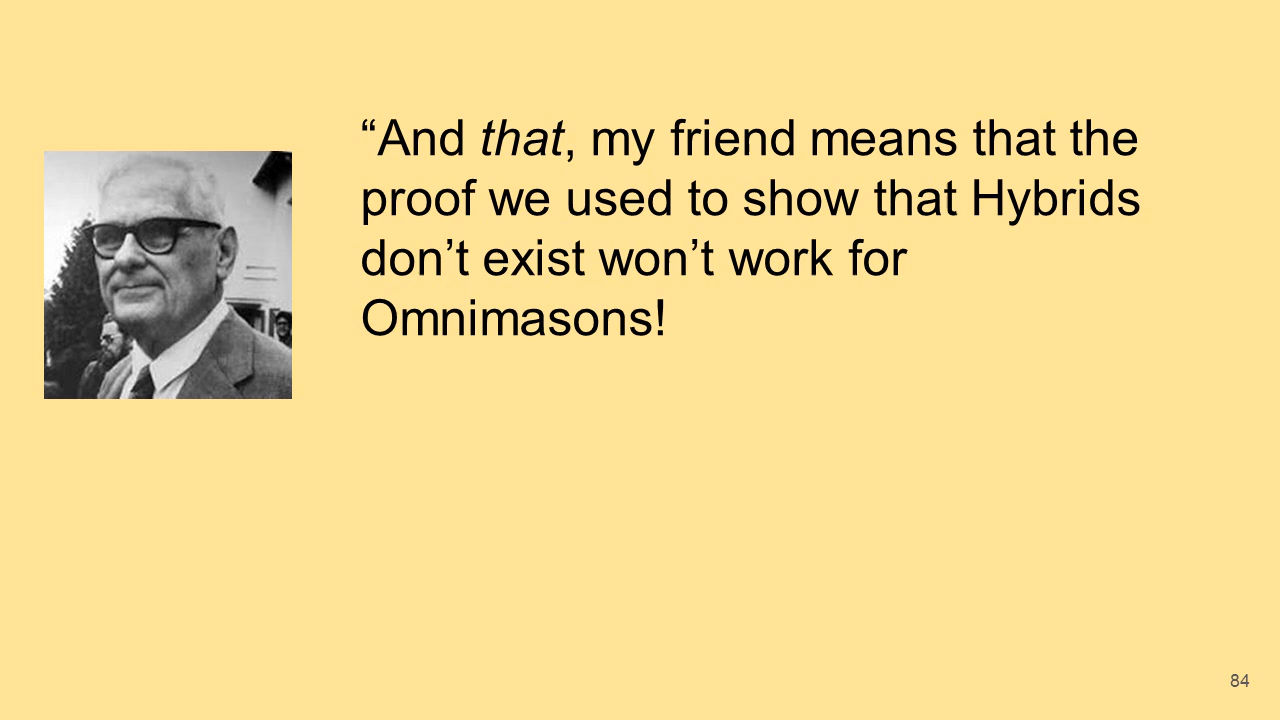 “And that, my friend means that the
proof we used to show that Hybrids
don’t exist won’t work for
Omnimasons!
84